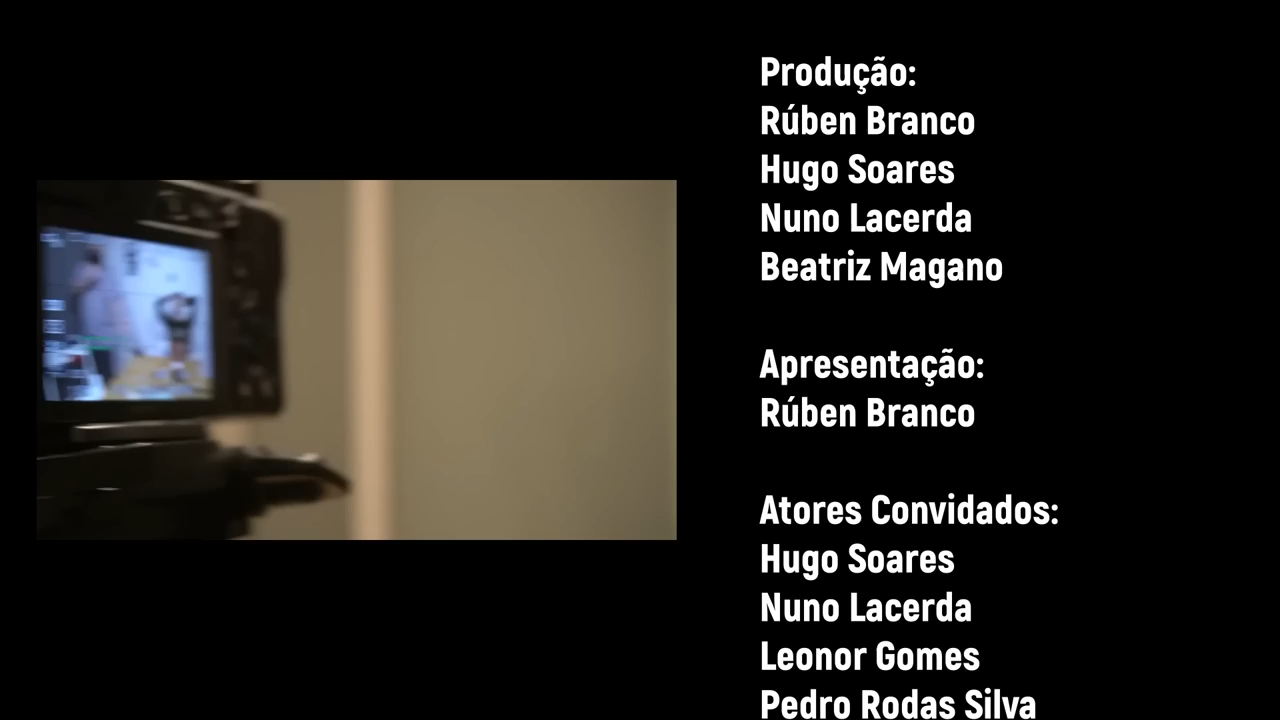 Produção:
Rúben Branco
Hugo Soares
Nuno Lacerda
Beatriz Magano
Apresentação:
Rúben Branco
Atores Convidados:
Hugo Soares
Nuno Lacerda
Leonor Gomes
Pedro Rodas Silva